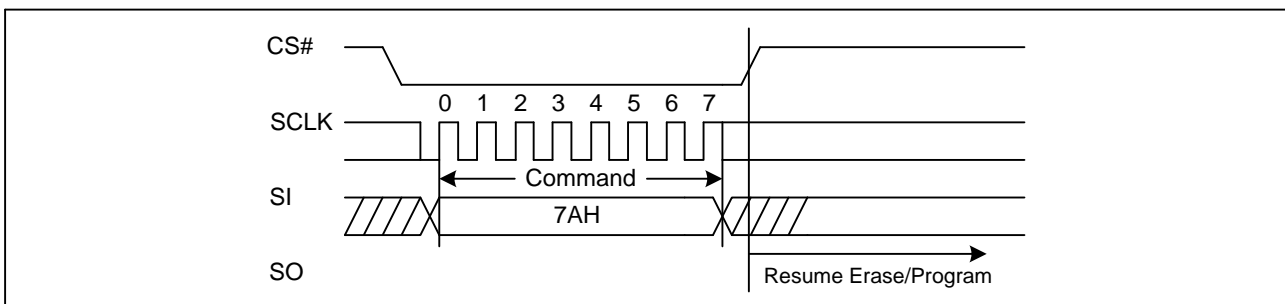 CS#
0 1 2 3 4 5 6 7
SCLK
Command
SI
7AH
SO
Resume Erase/Program